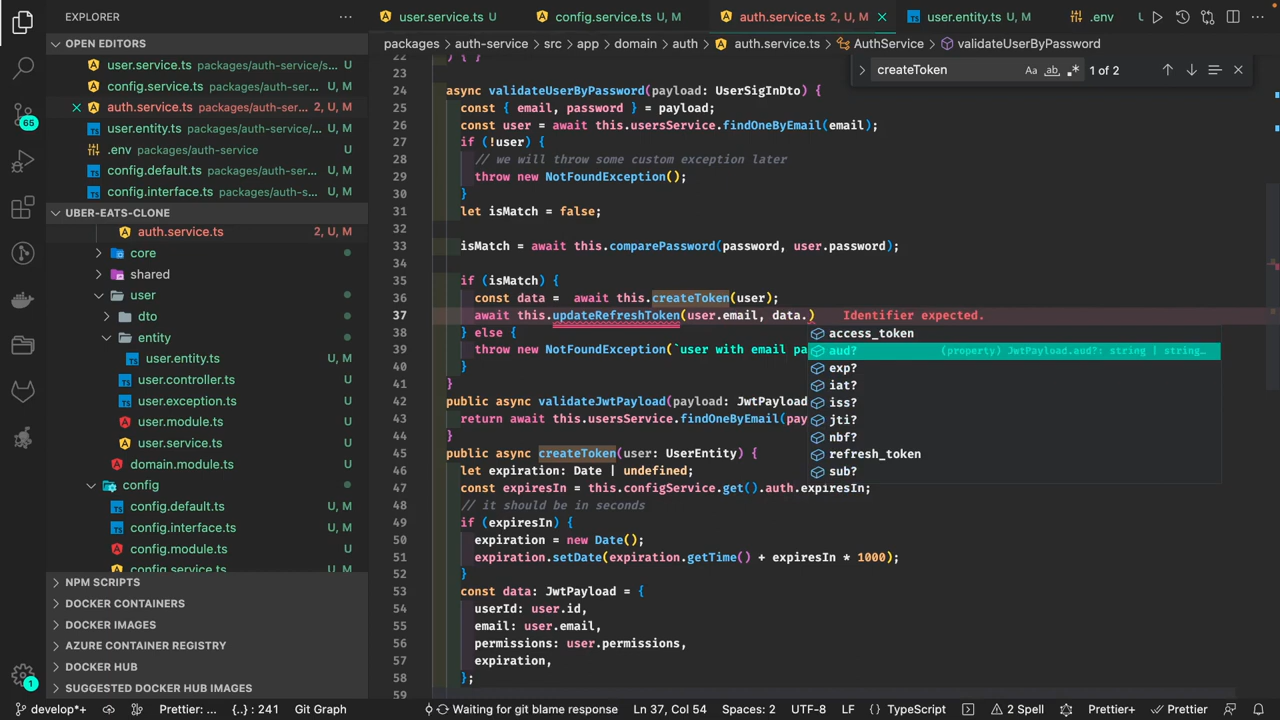 EXPLORER
OPEN EDITORS
user.service.ts packages/auth-service/s... U
config.service.ts packages/auth-service... U
auth.service.ts packages/auth-ser... 2, U, M
user.entity.ts packages/auth-service/... U, M
.env packages/auth-service
config.default.ts packages/auth-s... U, M
config.interface.ts packages/auth-s... U, M
UBER-EATS-CLONE
auth.service.ts 2, U, M
core
shared
user
dto
entity
user.entity.ts U, M
user.controller.ts U, M
user.exception.ts U, M
user.module.ts U, M
user.service.ts U
domain.module.ts U, M
config
config.default.ts U, M
config.interface.ts U, M
config.module.ts U
config.service.ts U
NPM SCRIPTS
DOCKER CONTAINERS
DOCKER IMAGES
AZURE CONTAINER REGISTRY
DOCKER HUB
SUGGESTED DOCKER HUB IMAGES
65
1
user.service.ts U
config.service.ts U, M
auth.service.ts 2, U, M
user.entity.ts U, M
.env
packages > auth-service > src > app > domain > auth > auth.service.ts > AuthService > validateUserByPassword
createToken Aa ab 1 of 2
22 ) { }
23
24 async validateUserByPassword(payload: UserSigInDto) {
25 const { email, password } = payload;
26 const user = await this.usersService.findOneByEmail(email);
27 if (!user) {
28 // we will throw some custom exception later
29 throw new NotFoundException();
30 }
31 let isMatch = false;
32
33 isMatch = await this.comparePassword(password, user.password);
34
35 if (isMatch) {
36 const data =  await this.createToken(user);
37 await this.updateRefreshToken(user.email, data.) Identifier expected.
38 } else {
39 throw new NotFoundException(`user with email pa
40 }
41 }
42 public async validateJwtPayload(payload: JwtPayload
43 return await this.usersService.findOneByEmail(pay
44 }
45 public async createToken(user: UserEntity) {
46 let expiration: Date | undefined;
47 const expiresIn = this.configService.get().auth.expiresIn;
48 // it should be in seconds
49 if (expiresIn) {
50 expiration = new Date();
51 expiration.setDate(expiration.getTime() + expiresIn * 1000);
52 }
53 const data: JwtPayload = {
54 userId: user.id,
55 email: user.email,
56 permissions: user.permissions,
57 expiration,
58 };
59
access_token
aud? (property) JwtPayload.aud?: string | string...
exp?
iat?
iss?
jti?
nbf?
refresh_token
sub?
develop*+ Prettier: ... {..} : 241 Git Graph Waiting for git blame response Ln 37, Col 54 Spaces: 2 UTF-8 LF TypeScript 2 Spell Prettier+ Prettier